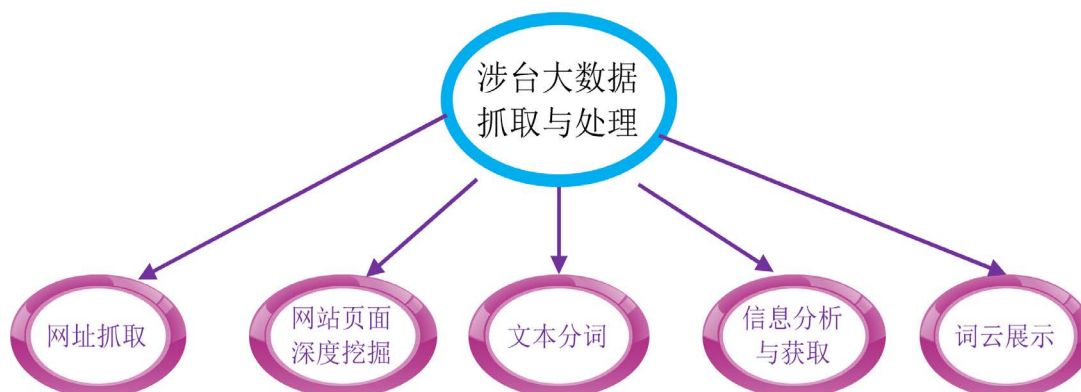 涉台大数据
抓取与处理
网址抓取
网站页面
深度挖掘
文本分词
信息分析
与获取
词云展示